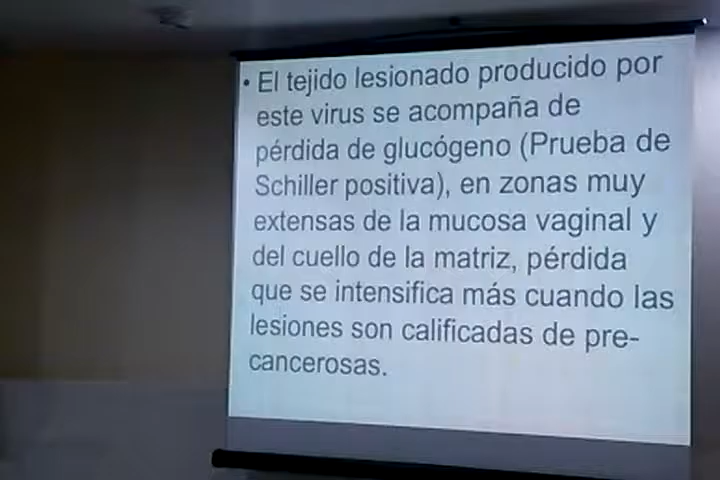 • El tejido lesionado producido por
este virus se acompaña de
pérdida de glucógeno (Prueba de
Schiller positiva), en zonas muy
extensas de la mucosa vaginal y
del cuello de la matriz, pérdida
que se intensifica más cuando las
lesiones son calificadas de pre-
cancerosas.